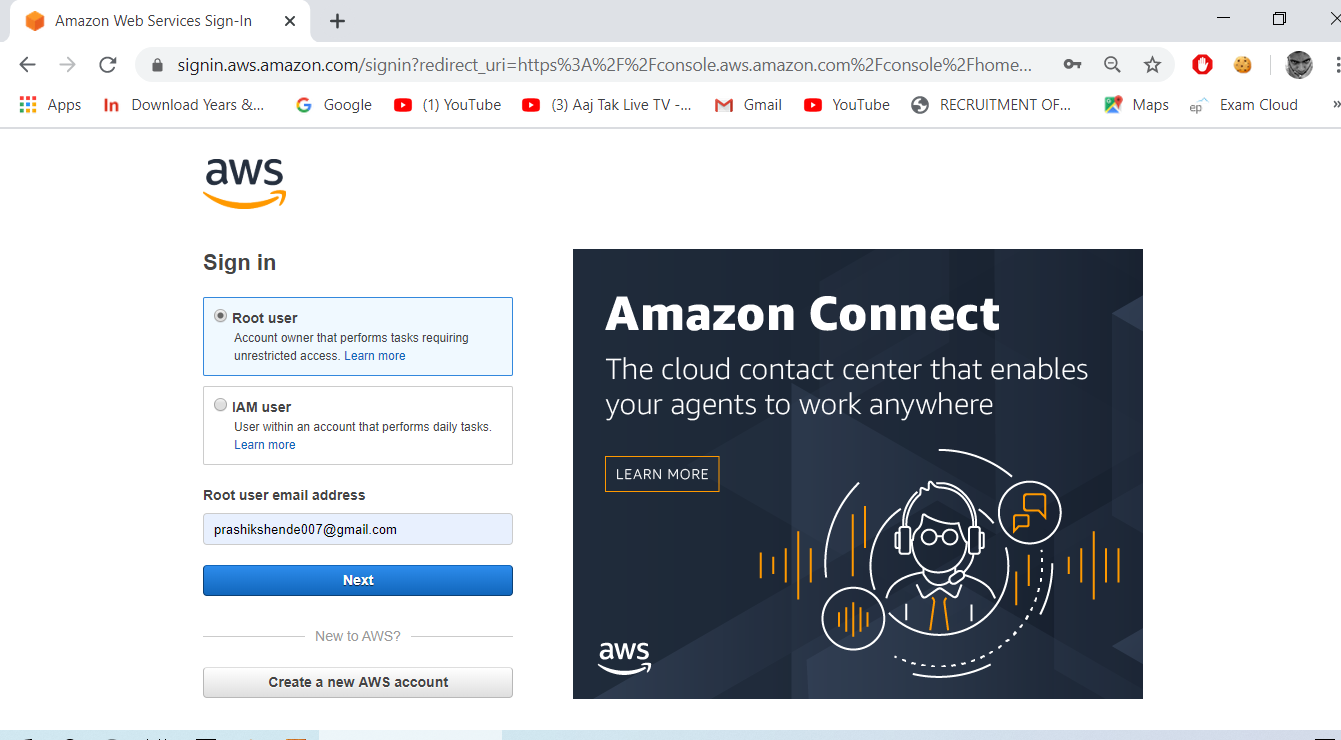 Amazon Web Services Sign-In
signin.aws.amazon.com/signin?redirect_uri=https%3A%2F%2Fconsole.aws.amazon.com%2Fconsole%2Fhome...
Apps In Download Years &... G Google (1) YouTube (3) Aaj Tak Live TV -... Gmail YouTube RECRUITMENT OF... Maps ep Exam Cloud »
aws
Sign in
Root user
Account owner that performs tasks requiring
unrestricted access. Learn more
IAM user
User within an account that performs daily tasks.
Learn more
Root user email address
prashikshende007@gmail.com
Next
New to AWS?
Create a new AWS account
Amazon Connect
The cloud contact center that enables
your agents to work anywhere
LEARN MORE
aws